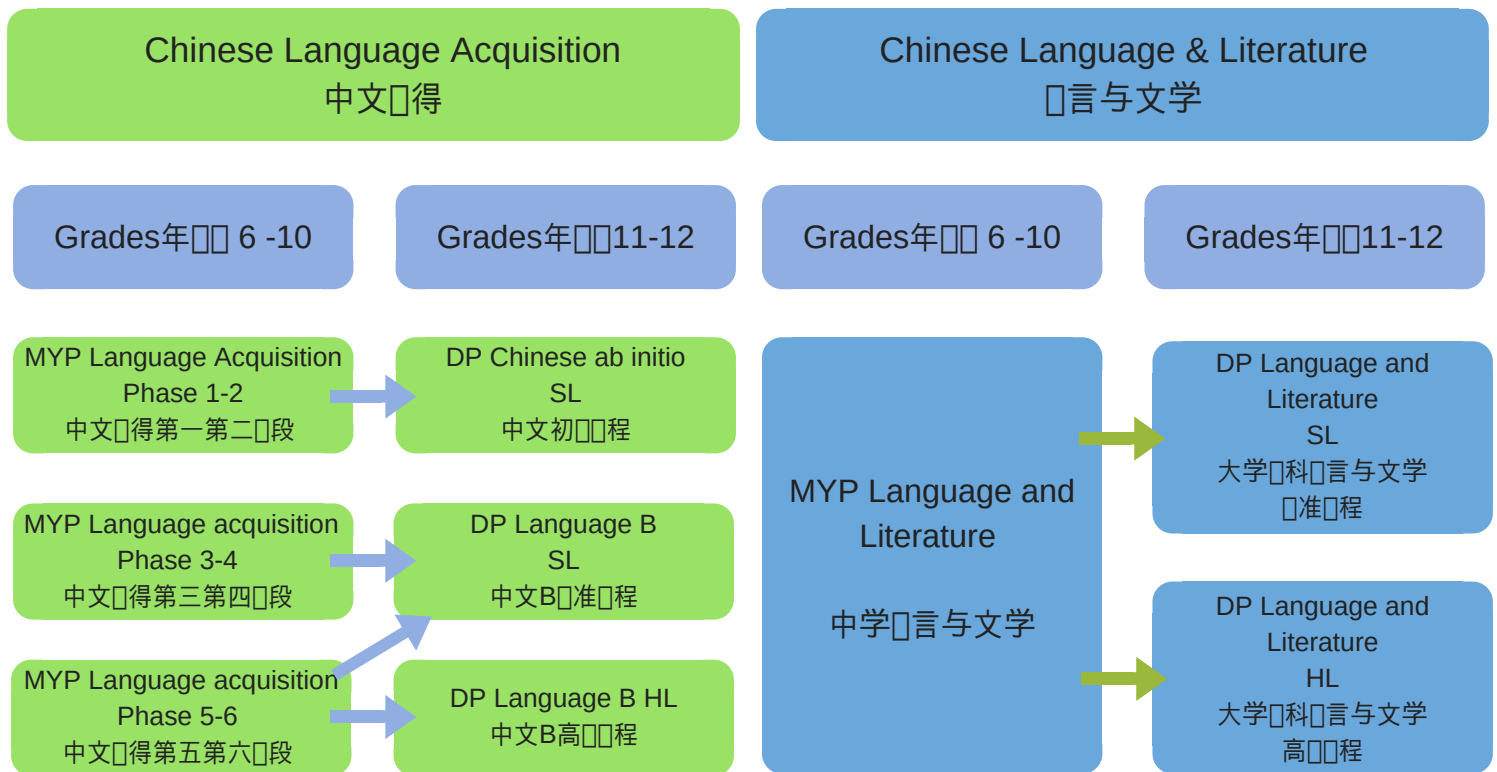 Chinese Language Acquisition
中文▯得
Chinese Language & Literature
▯言与文学
Grades年▯▯ 6 -10
Grades年▯▯11-12
Grades年▯▯ 6 -10
Grades年▯▯11-12
MYP Language Acquisition
Phase 1-2
中文▯得第一第二▯段
DP Chinese ab initio
SL
中文初▯▯程
MYP Language acquisition
Phase 3-4
中文▯得第三第四▯段
DP Language B
SL
中文B▯准▯程
MYP Language acquisition
Phase 5-6
中文▯得第五第六▯段
DP Language B HL
中文B高▯▯程
MYP Language and
Literature
中学▯言与文学
DP Language and
Literature
SL
大学▯科▯言与文学
▯准▯程
DP Language and
Literature
HL
大学▯科▯言与文学
高▯▯程